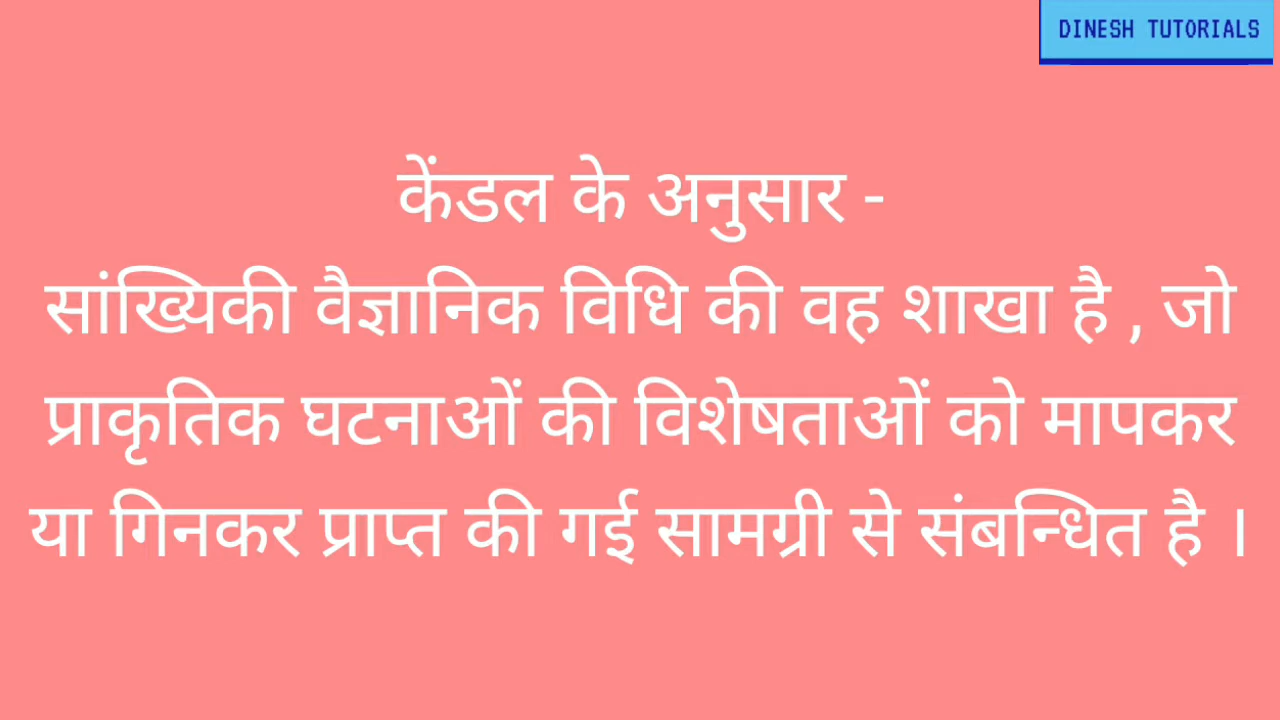 DINESH TUTORIALS
केंडल के अनुसार -
सांख्यिकी वैज्ञानिक विधि की वह शाखा है , जो
प्राकृतिक घटनाओं की विशेषताओं को मापकर
या गिनकर प्राप्त की गई सामग्री से संबन्धित है ।